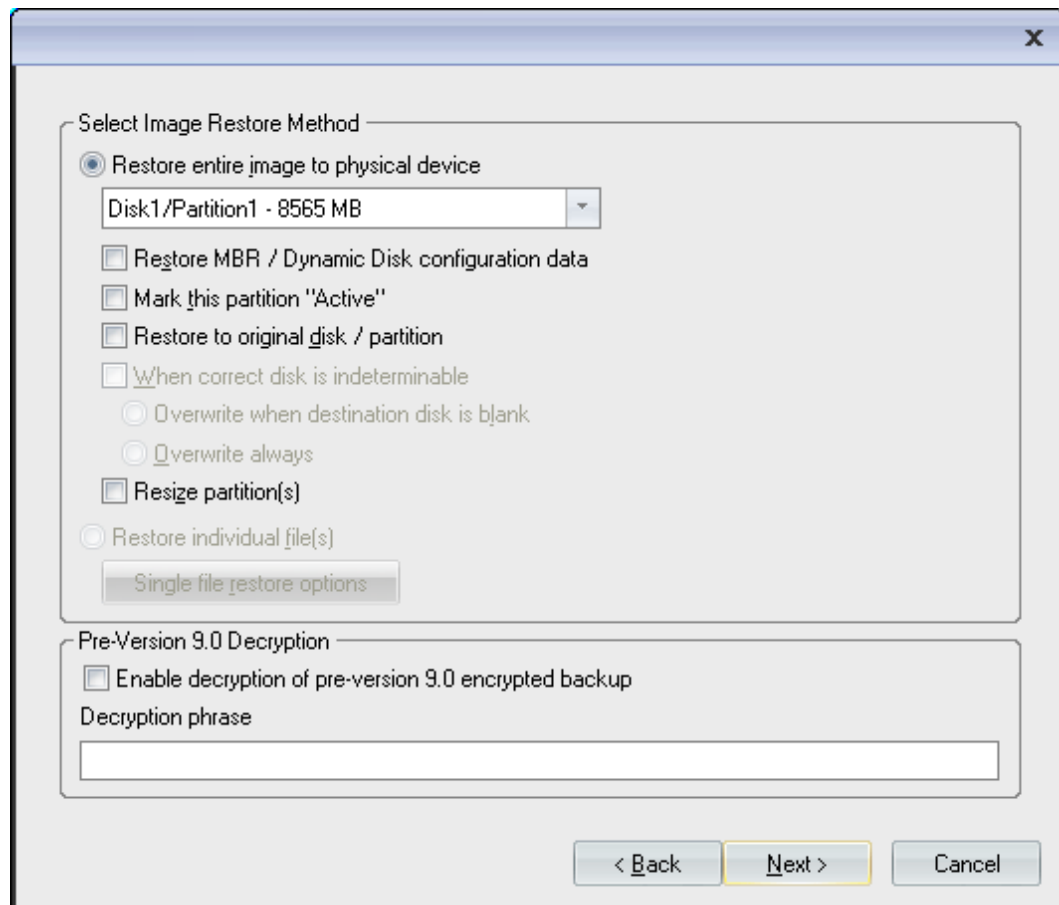 x
Select Image Restore Method
Restore entire image to physical device
Disk1/Partition1 - 8565 MB
Restore MBR / Dynamic Disk configuration data
Mark this partition "Active"
Restore to original disk / partition
When correct disk is indeterminable
Overwrite when destination disk is blank
Overwrite always
Resize partition(s)
Restore individual file(s)
Single file restore options
Pre-Version 9.0 Decryption
Enable decryption of pre-version 9.0 encrypted backup
Decryption phrase
< Back Next > Cancel